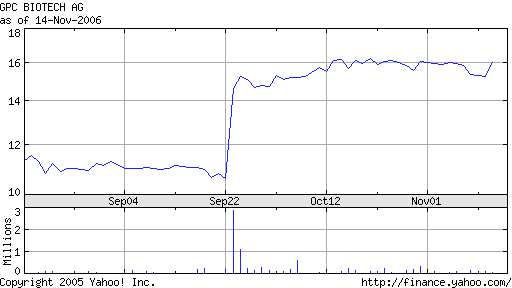 GPC BIOTECH AG
as of 14-Nov-2006
18
16
14
12
10
Sep04 Sep22 Oct12 Nov01
3
2
1
0
Millions
Copyright 2005 Yahoo! Inc. http://finance.yahoo.com/